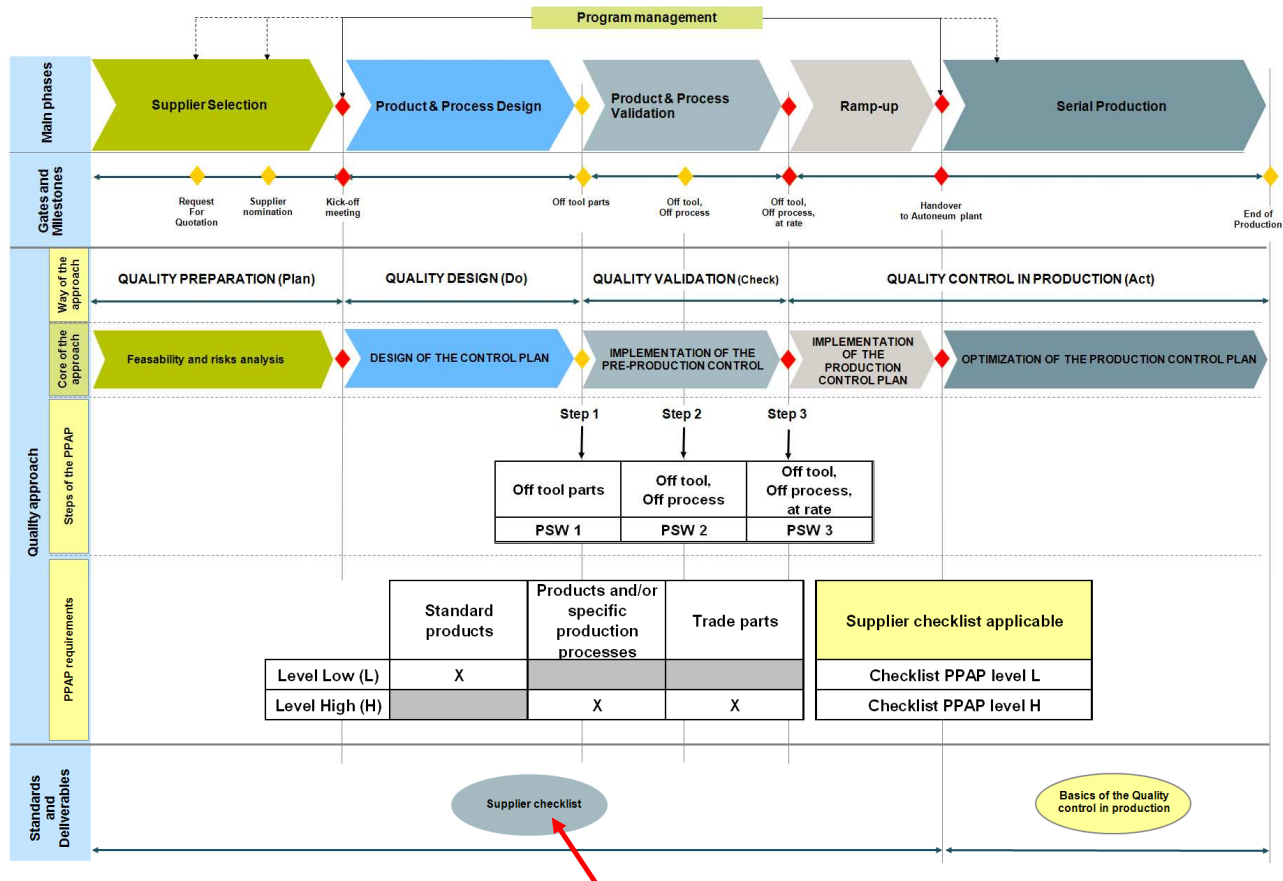 Program management
Main phases
Supplier Selection
Product & Process Design
Product & Process
Validation
Ramp-up
Serial Production
Gates and
Milestones
Request
For
Quotation
Supplier
nomination
Kick-off
meeting
Off tool parts
Off tool,
Off process
Off tool,
Off process,
at rate
Handover
to Autoneum plant
End of
Production
Quality approach
Way of the
approach
QUALITY PREPARATION (Plan)
QUALITY DESIGN (Do)
QUALITY VALIDATION (Check)
QUALITY CONTROL IN PRODUCTION (Act)
Core of the
approach
Feasability and risks analysis
DESIGN OF THE CONTROL PLAN
IMPLEMENTATION OF THE
PRE-PRODUCTION CONTROL
IMPLEMENTATION
OF THE
PRODUCTION
CONTROL PLAN
OPTIMIZATION OF THE PRODUCTION CONTROL PLAN
Steps of the PPAP
Step 1
Step 2
Step 3
Off tool parts
Off tool,
Off process
Off tool,
Off process,
at rate
PSW 1
PSW 2
PSW 3
PPAP requirements
Standard
products
Products and/or
specific
production
processes
Trade parts
Supplier checklist applicable
Level Low (L)
X
Checklist PPAP level L
Level High (H)
X
X
Checklist PPAP level H
Standards
and
Deliverables
Supplier checklist
Basics of the Quality
control in production